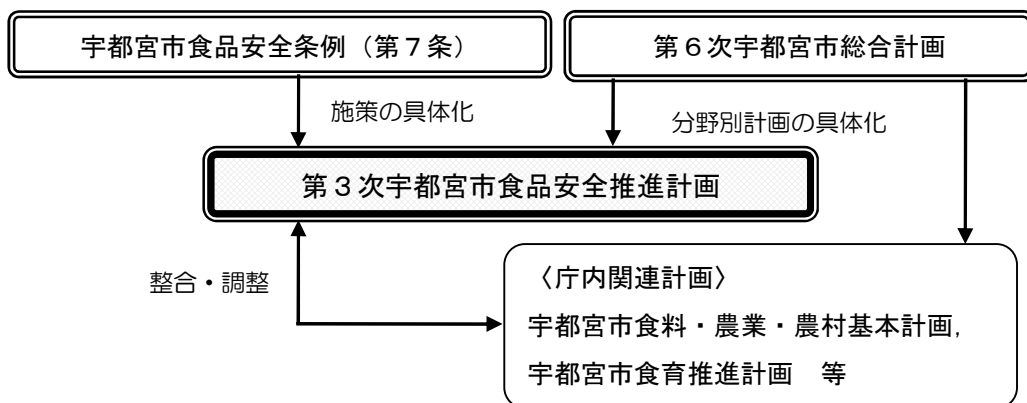 宇都宮市食品安全条例（第７条）
第６次宇都宮市総合計画
施策の具体化
分野別計画の具体化
第３次宇都宮市食品安全推進計画
整合・調整
〈庁内関連計画〉
宇都宮市食料・農業・農村基本計画，
宇都宮市食育推進計画　等